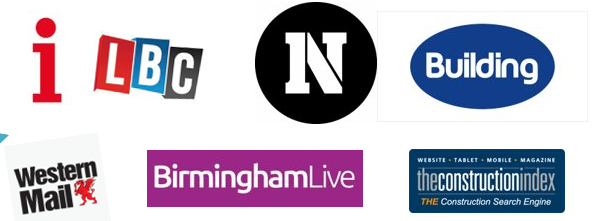 i
LBC
N
Building
Western
Mail
BirminghamLive
WEBSITE • TABLET • MOBILE • MAGAZINE
theconstructionindex
THE Construction Search Engine